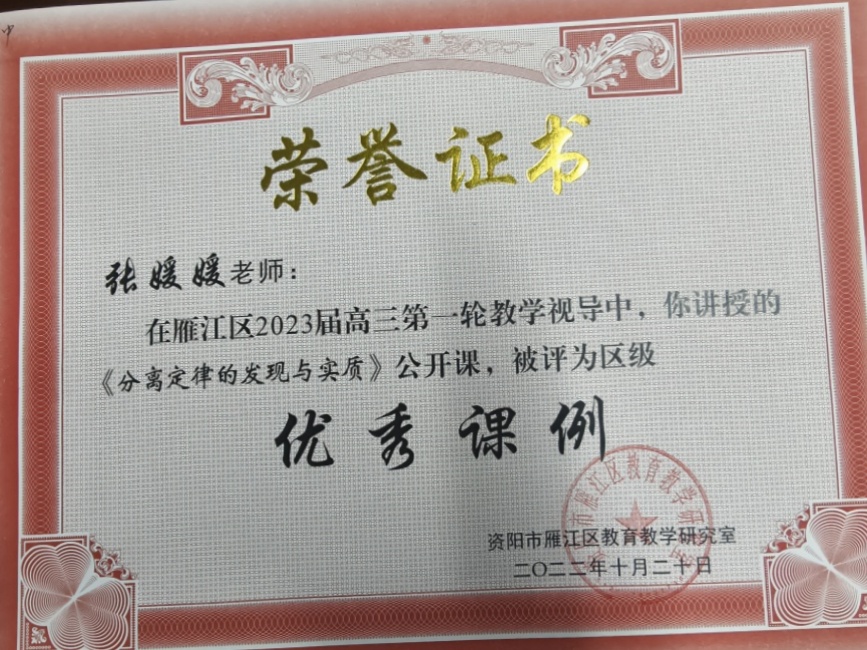 荣誉证书
张媛媛老师：
在雁江区2023届高三第一轮教学视导中，你讲授的
《分离定律的发现与实质》公开课，被评为区级
优秀课例
资阳市雁江区教育教学研究室
二〇二二年十月二十日